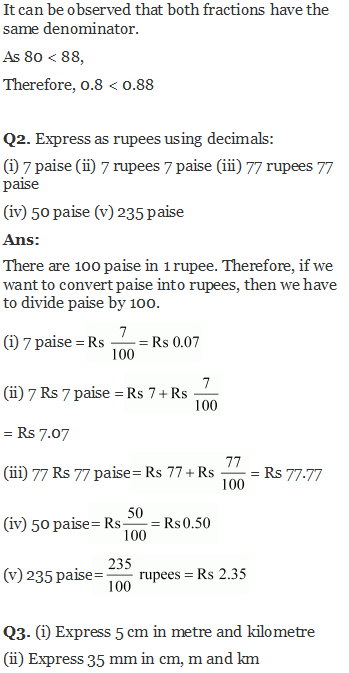 It can be observed that both fractions have the
same denominator.
As 80 < 88,
Therefore, 0.8 < 0.88
Q2. Express as rupees using decimals:
(i) 7 paise (ii) 7 rupees 7 paise (iii) 77 rupees 77
paise
(iv) 50 paise (v) 235 paise
Ans:
There are 100 paise in 1 rupee. Therefore, if we
want to convert paise into rupees, then we have
to divide paise by 100.
(i) 7 paise = Rs 7/100 = Rs 0.07
(ii) 7 Rs 7 paise = Rs 7 + Rs 7/100
= Rs 7.07
(iii) 77 Rs 77 paise= Rs 77 + Rs 77/100 = Rs 77.77
(iv) 50 paise= Rs 50/100 = Rs 0.50
(v) 235 paise= 235/100 rupees = Rs 2.35
Q3. (i) Express 5 cm in metre and kilometre
(ii) Express 35 mm in cm, m and km